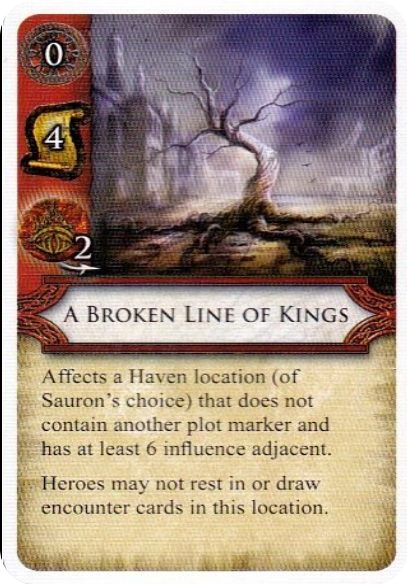 0
4
2
A Broken Line of Kings
Affects a Haven location (of
Sauron's choice) that does not
contain another plot marker and
has at least 6 influence adjacent.
Heroes may not rest in or draw
encounter cards in this location.